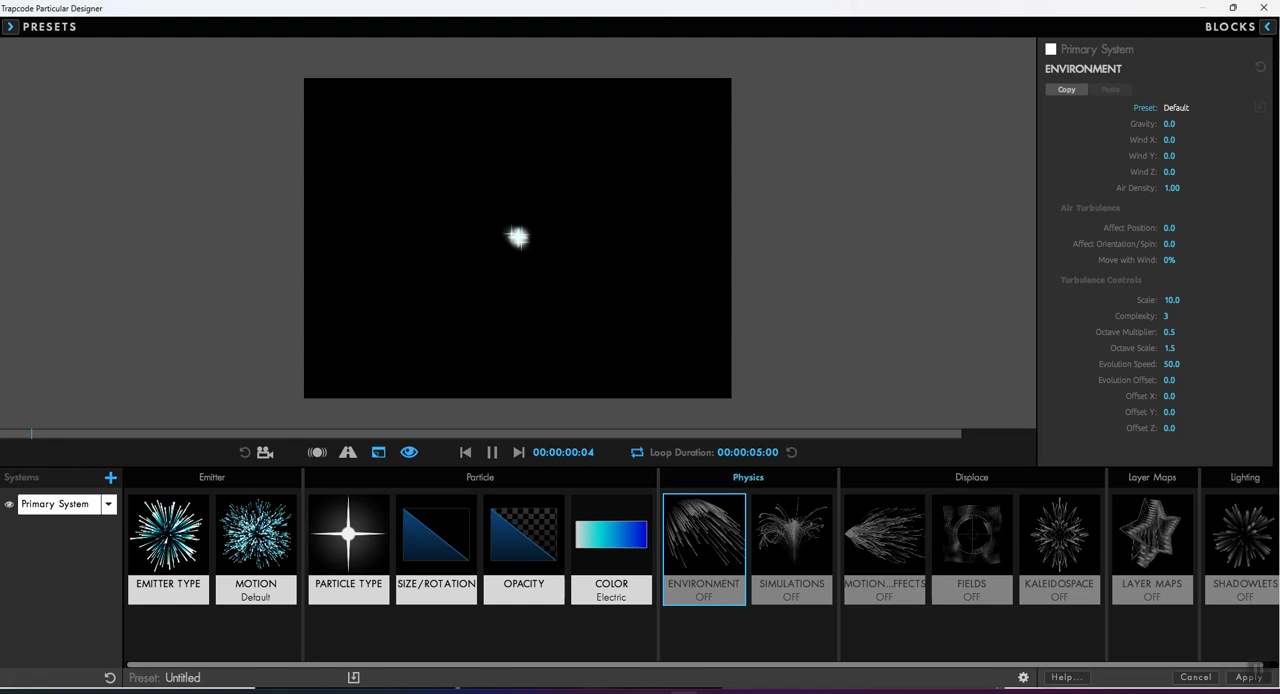 Trapcode Particular Designer
PRESETS
BLOCKS
Primary System
ENVIRONMENT
Copy Paste
Preset: Default
Gravity: 0.0
Wind X: 0.0
Wind Y: 0.0
Wind Z: 0.0
Air Density: 1.00
Air Turbulance
Affect Position: 0.0
Affect Orientation/Spin: 0.0
Move with Wind: 0%
Turbulance Controls
Scale: 10.0
Complexity: 3
Octave Multiplier: 0.5
Octave Scale: 1.5
Evolution Speed: 50.0
Evolution Offset: 0.0
Offset X: 0.0
Offset Y: 0.0
Offset Z: 0.0
00:00:00:04 Loop Duration: 00:00:05:00
Systems
Primary System
Emitter Particle Physics Displace Layer Maps Lighting
EMITTER TYPE MOTION PARTICLE TYPE SIZE/ROTATION OPACITY COLOR ENVIRONMENT SIMULATIONS MOTION...FFECTS FIELDS KALEIDOSPACE LAYER MAPS SHADOWLETS
Default Electric OFF OFF OFF OFF OFF OFF OFF
Preset: Untitled
Help... Cancel Apply